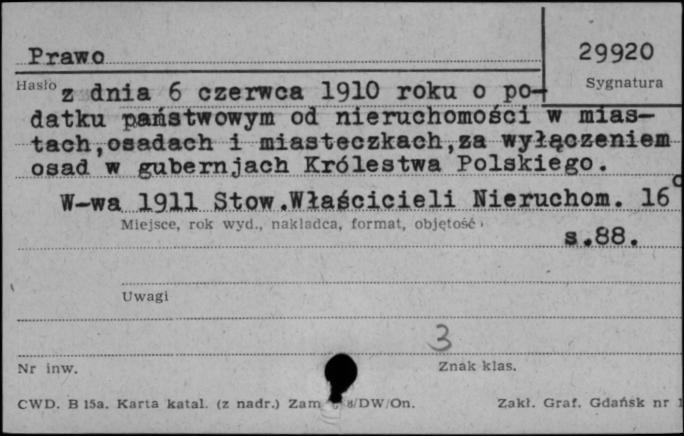 Prawo
29920
Hasło
Sygnatura
z dnia 6 czerwca 1910 roku o po-
datku państwowym od nieruchomości w mias-
tach,osadach i miasteczkach,za wyłączeniem
osad w gubernjach Królestwa Polskiego.
W-wa 1911 Stow.Właścicieli Nieruchom. 16°
Miejsce, rok wyd., nakładca, format, objętość
s.88.
Uwagi
3
Nr inw.
Znak klas.
CWD. B 15a. Karta katal. (z nadr.) Zam 8/DW/On.
Zakł. Graf. Gdańsk nr 1